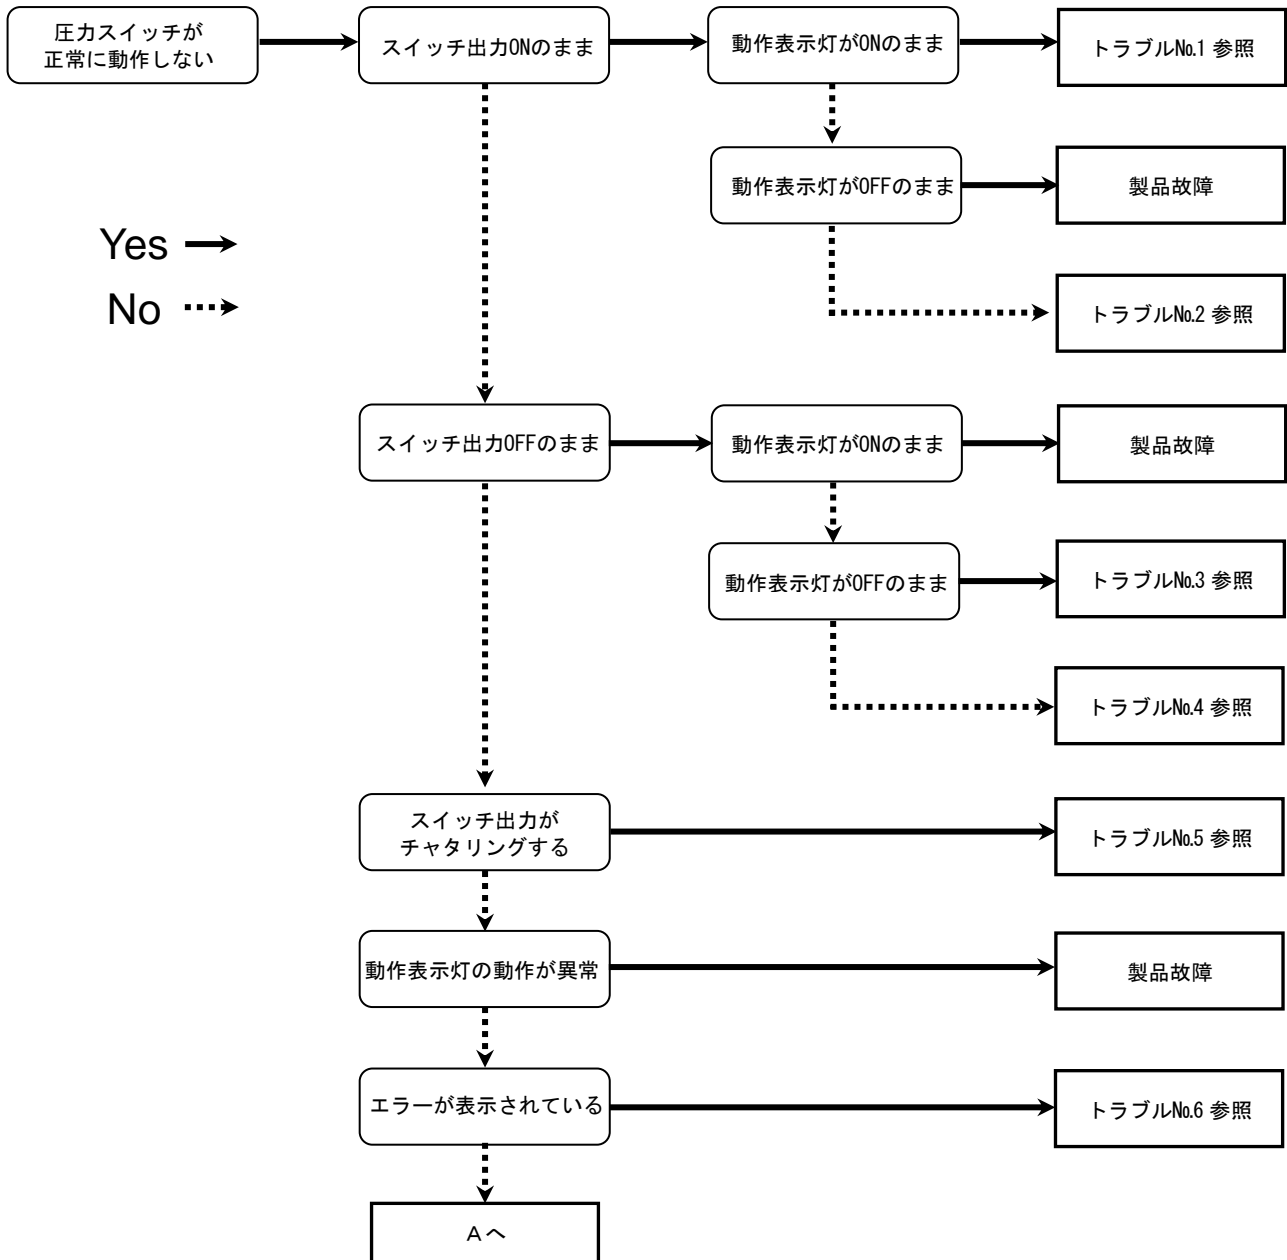 圧力スイッチが
正常に動作しない
スイッチ出力ONのまま
動作表示灯がONのまま
トラブル№1 参照
動作表示灯がOFFのまま
製品故障
Yes
No
トラブル№2 参照
スイッチ出力OFFのまま
動作表示灯がONのまま
製品故障
動作表示灯がOFFのまま
トラブル№3 参照
トラブル№4 参照
スイッチ出力が
チャタリングする
トラブル№5 参照
動作表示灯の動作が異常
製品故障
エラーが表示されている
トラブル№6 参照
Aへ